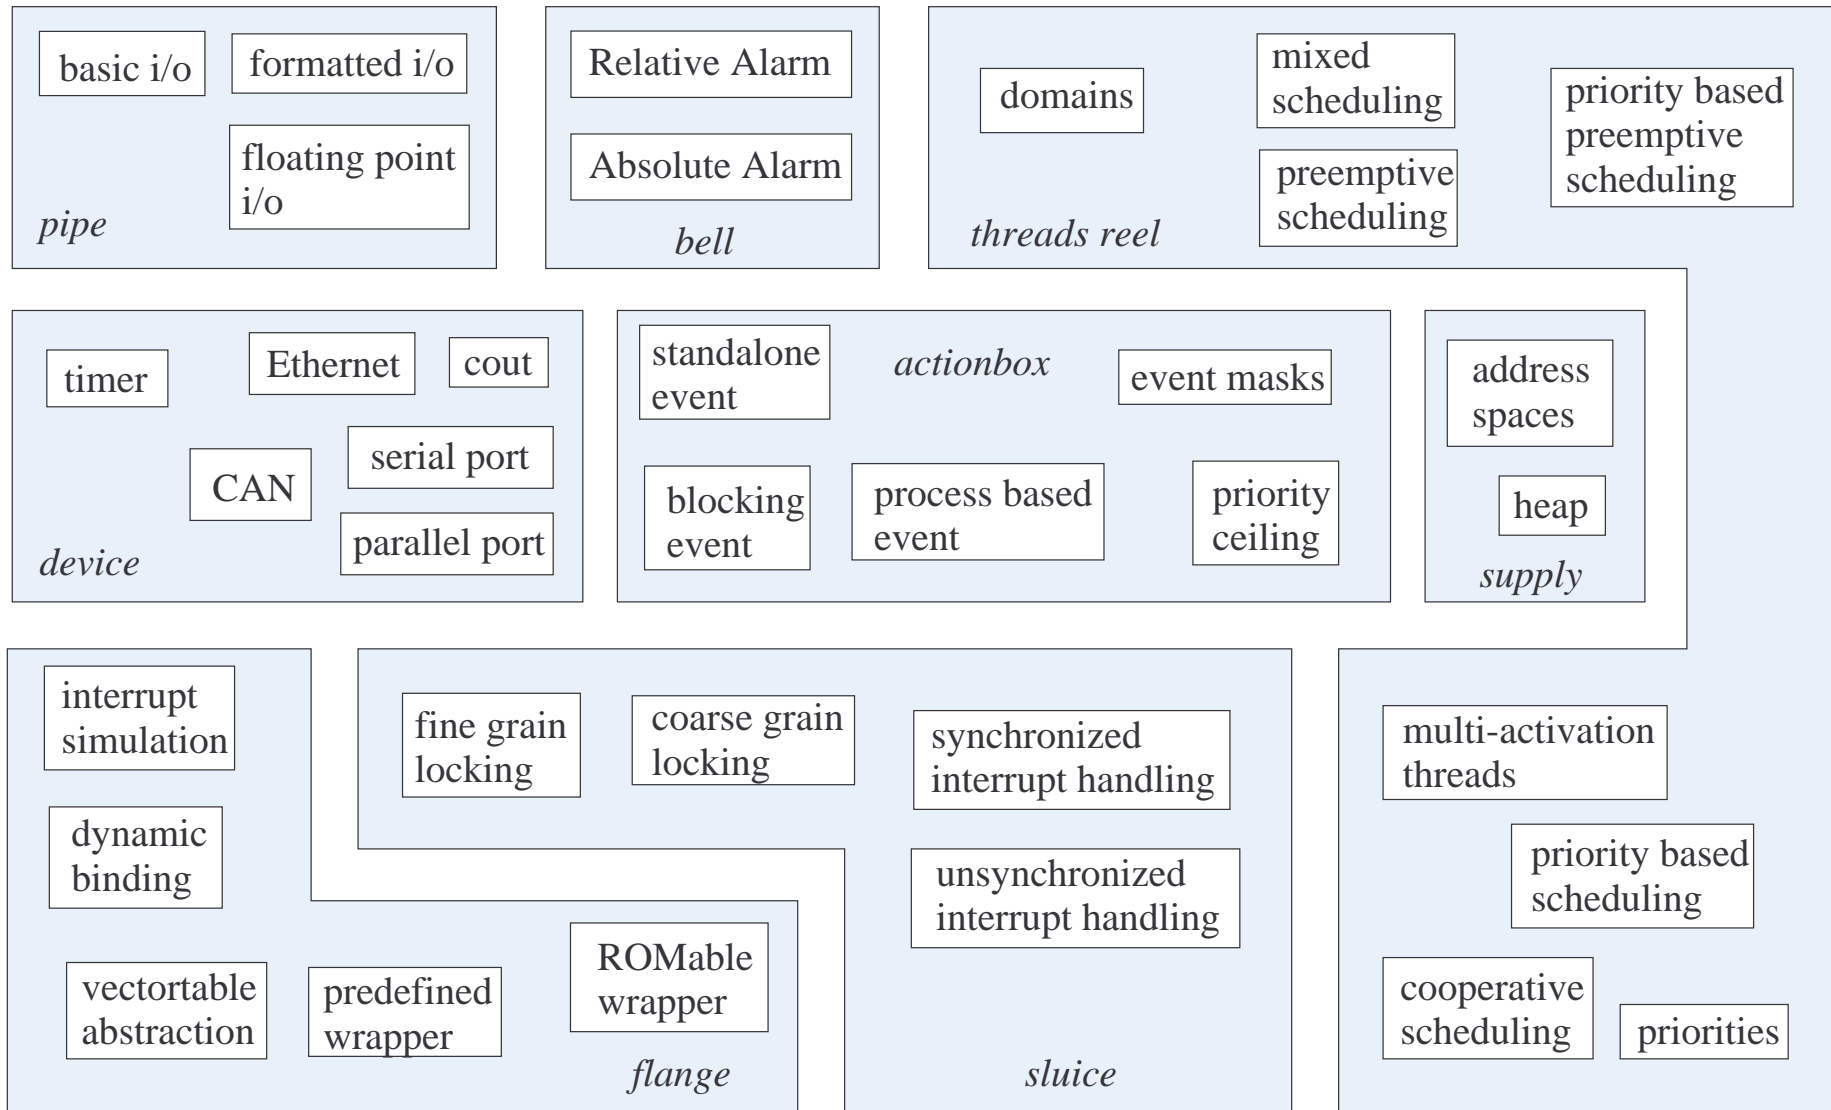 basic i/o
formatted i/o
floating point
i/o
pipe
Relative Alarm
Absolute Alarm
bell
domains
mixed
scheduling
preemptive
scheduling
priority based
preemptive
scheduling
threads reel
timer
Ethernet
cout
CAN
serial port
parallel port
device
standalone
event
actionbox
event masks
blocking
event
process based
event
priority
ceiling
address
spaces
heap
supply
interrupt
simulation
dynamic
binding
vectortable
abstraction
predefined
wrapper
ROMable
wrapper
flange
fine grain
locking
coarse grain
locking
synchronized
interrupt handling
unsynchronized
interrupt handling
sluice
multi-activation
threads
priority based
scheduling
cooperative
scheduling
priorities